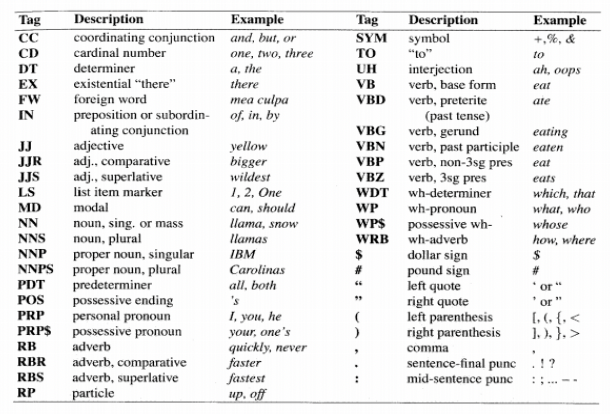 Tag Description Example Tag Description Example
CC coordinating conjunction and, but, or SYM symbol +,%, &
CD cardinal number one, two, three TO "to" to
DT determiner a, the UH interjection ah, oops
EX existential "there" there VB verb, base form eat
FW foreign word mea culpa VBD verb, preterite ate
IN preposition or subordin- of, in, by (past tense)
ating conjunction VBG verb, gerund eating
JJ adjective yellow VBN verb, past participle eaten
JJR adj., comparative bigger VBP verb, non-3sg pres eat
JJS adj., superlative wildest VBZ verb, 3sg pres eats
LS list item marker 1, 2, One WDT wh-determiner which, that
MD modal can, should WP wh-pronoun what, who
NN noun, sing. or mass llama, snow WP$ possessive wh- whose
NNS noun, plural llamas WRB wh-adverb how, where
NNP proper noun, singular IBM $ dollar sign $
NNPS proper noun, plural Carolinas # pound sign #
PDT predeterminer all, both “ left quote ‘ or “
POS possessive ending 's ” right quote ’ or ”
PRP personal pronoun I, you, he ( left parenthesis [, (, {, <
PRP$ possessive pronoun your, one's ) right parenthesis ], ), }, >
RB adverb quickly, never , comma ,
RBR adverb, comparative faster . sentence-final punc . ! ?
RBS adverb, superlative fastest : mid-sentence punc : ; ... – -
RP particle up, off